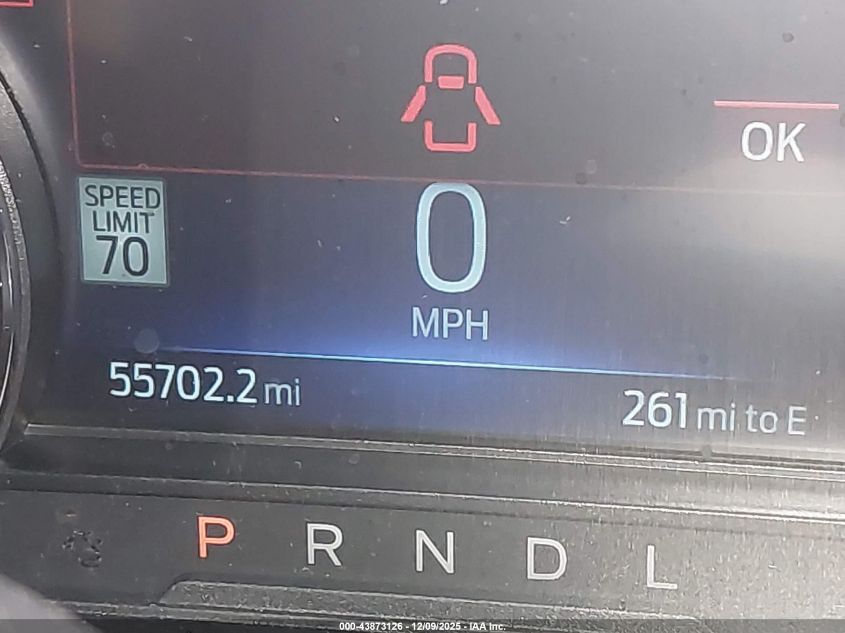 OK
SPEED
LIMIT
70
0
MPH
55702.2 mi
261 mi to E
P R N D L
000-43873126 - 12/09/2025 - IAA Inc.